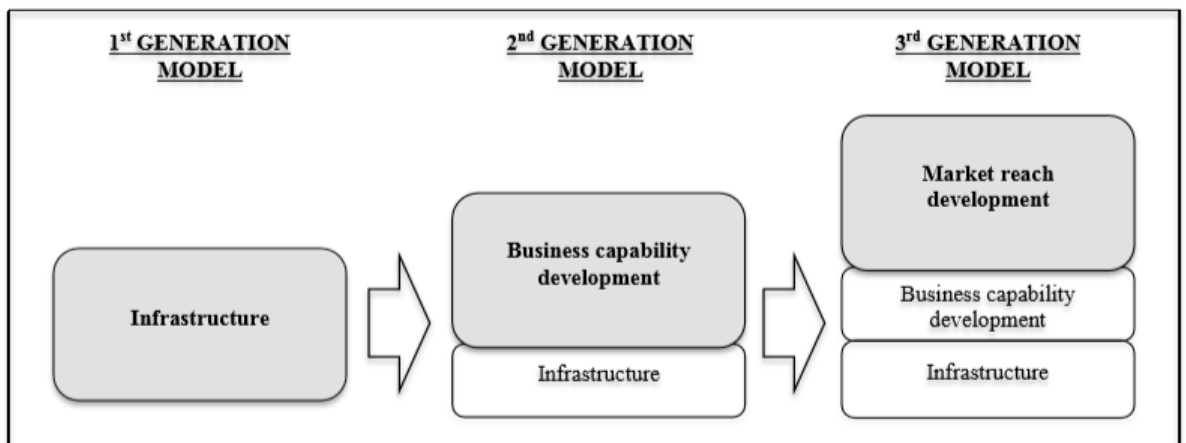 1st GENERATION
MODEL
2nd GENERATION
MODEL
3rd GENERATION
MODEL
Infrastructure
Business capability
development
Infrastructure
Market reach
development
Business capability
development
Infrastructure